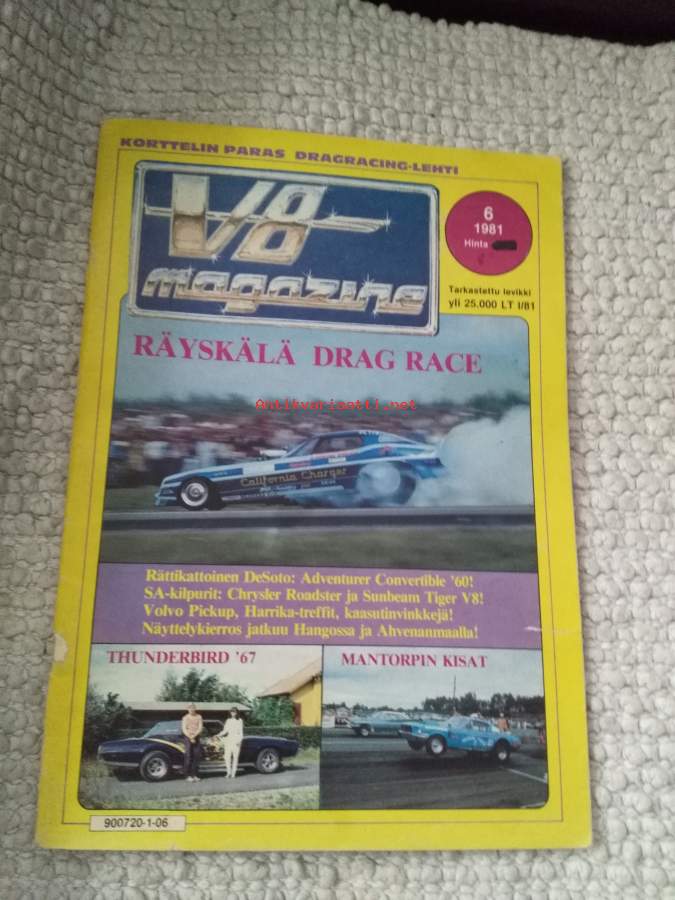 KORTTELIN PARAS DRAGRACING-LEHTI
V8
magazine
6
1981
Hinta
Tarkastettu levikki
yli 25.000 LT I/81
RÄYSKÄLÄ DRAG RACE
Antikvariaatti.net
California Charger
Rättikattoinen DeSoto: Adventurer Convertible '60!
SA-kilpurit: Chrysler Roadster ja Sunbeam Tiger V8!
Volvo Pickup, Harrika-treffit, kaasutinvinkkejä!
Näyttelykierros jatkuu Hangossa ja Ahvenanmaalla!
THUNDERBIRD '67
MANTORPIN KISAT
900720-1-06